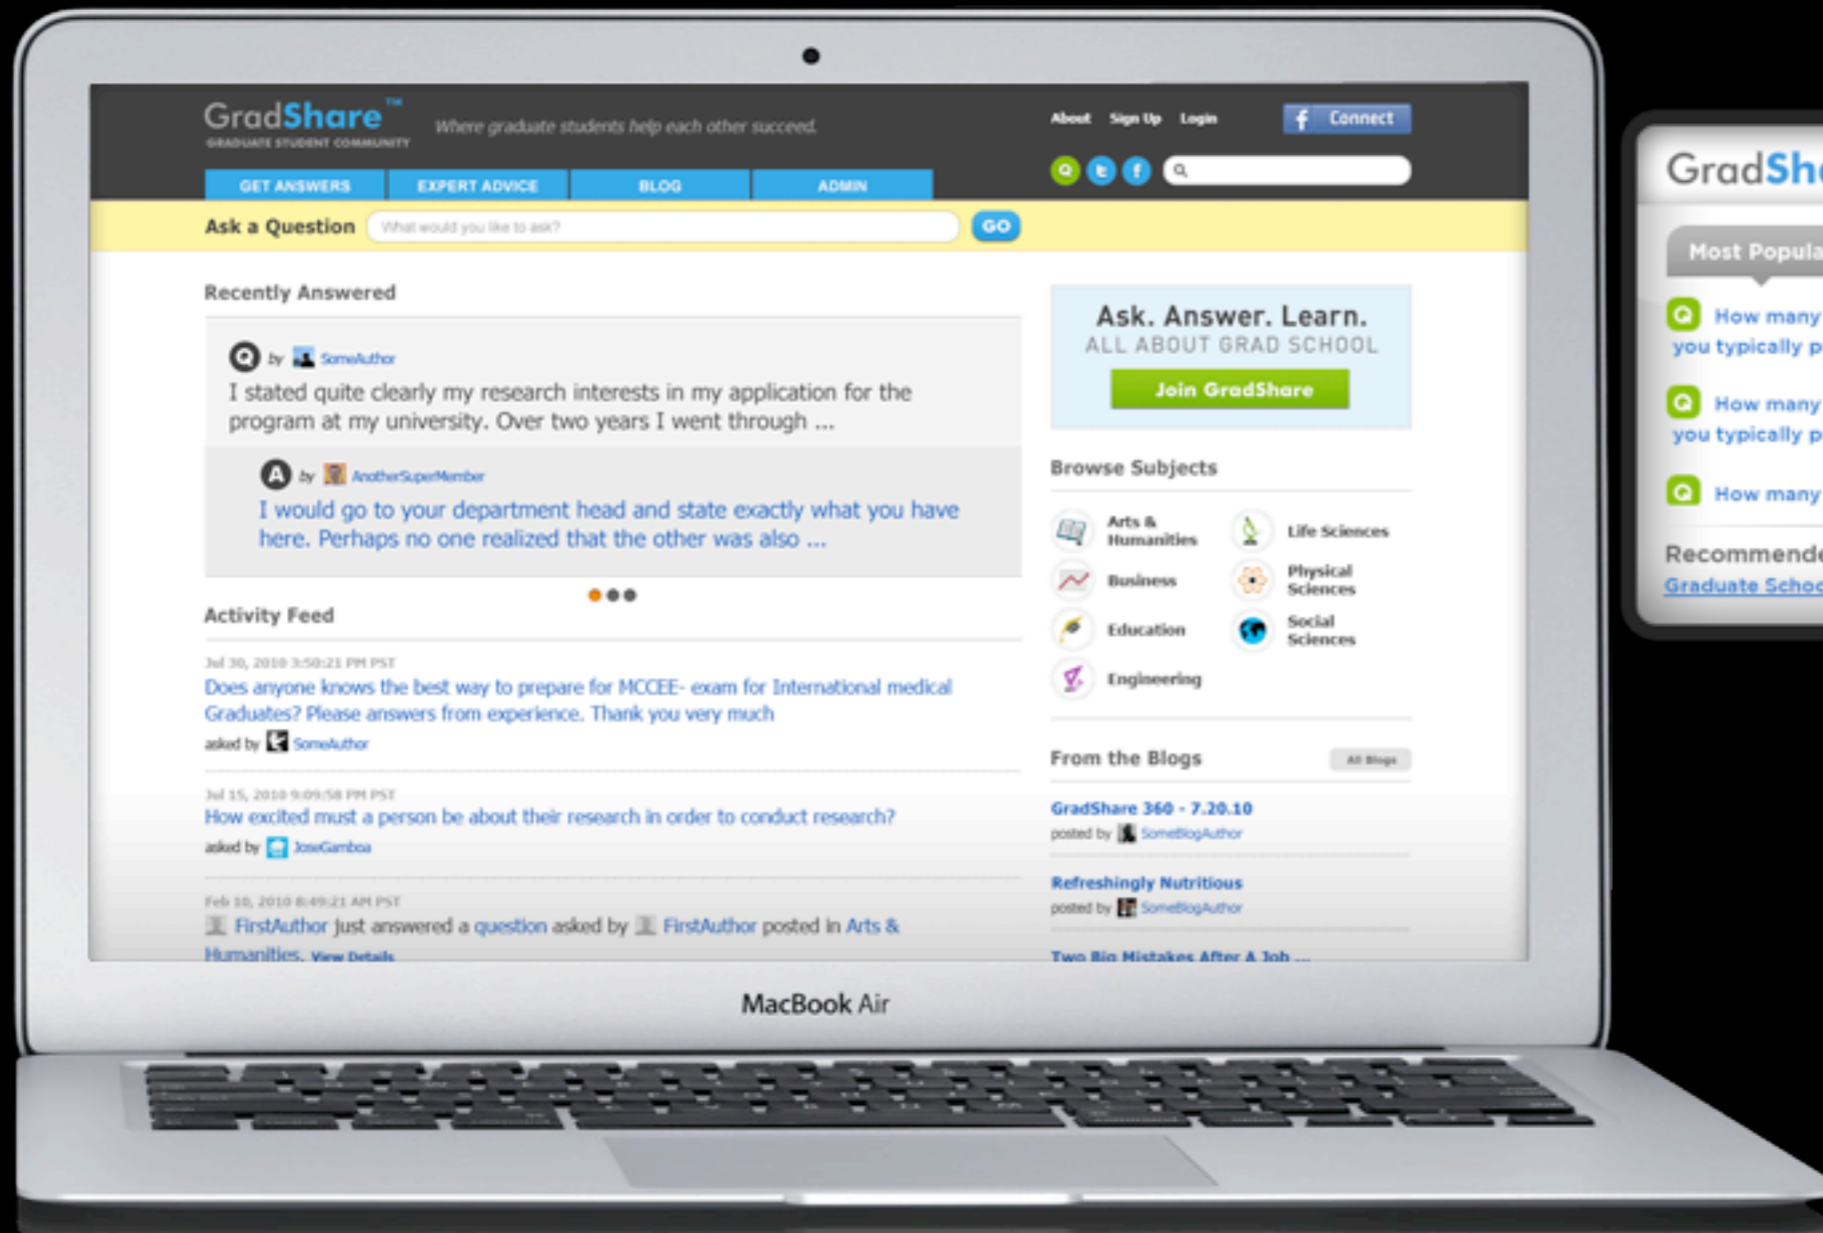 GradShare™
GRADUATE STUDENT COMMUNITY
Where graduate students help each other succeed.
About Sign Up Login
f Connect
GET ANSWERS EXPERT ADVICE BLOG ADMIN
Ask a Question What would you like to ask? GO
Recently Answered
Q by SomeAuthor
I stated quite clearly my research interests in my application for the
program at my university. Over two years I went through ...
A by AnotherSuperMember
I would go to your department head and state exactly what you have
here. Perhaps no one realized that the other was also ...
Activity Feed
Jul 30, 2010 3:50:21 PM PST
Does anyone knows the best way to prepare for MCCEE- exam for International medical
Graduates? Please answers from experience. Thank you very much
asked by SomeAuthor
Jul 15, 2010 9:09:58 PM PST
How excited must a person be about their research in order to conduct research?
asked by JoseGamboa
Feb 10, 2010 8:49:21 AM PST
FirstAuthor just answered a question asked by FirstAuthor posted in Arts &
Humanities. View Details
Ask. Answer. Learn.
ALL ABOUT GRAD SCHOOL
Join GradShare
Browse Subjects
Arts &
Humanities
Life Sciences
Business
Physical
Sciences
Education
Social
Sciences
Engineering
From the Blogs All Blogs
GradShare 360 - 7.20.10
posted by SomeBlogAuthor
Refreshingly Nutritious
posted by SomeBlogAuthor
Two Big Mistakes After A Job ...
MacBook Air
GradSh
Most Popula
Q How many
you typically p
Q How many
you typically p
Q How many
Recommend
Graduate Schoo